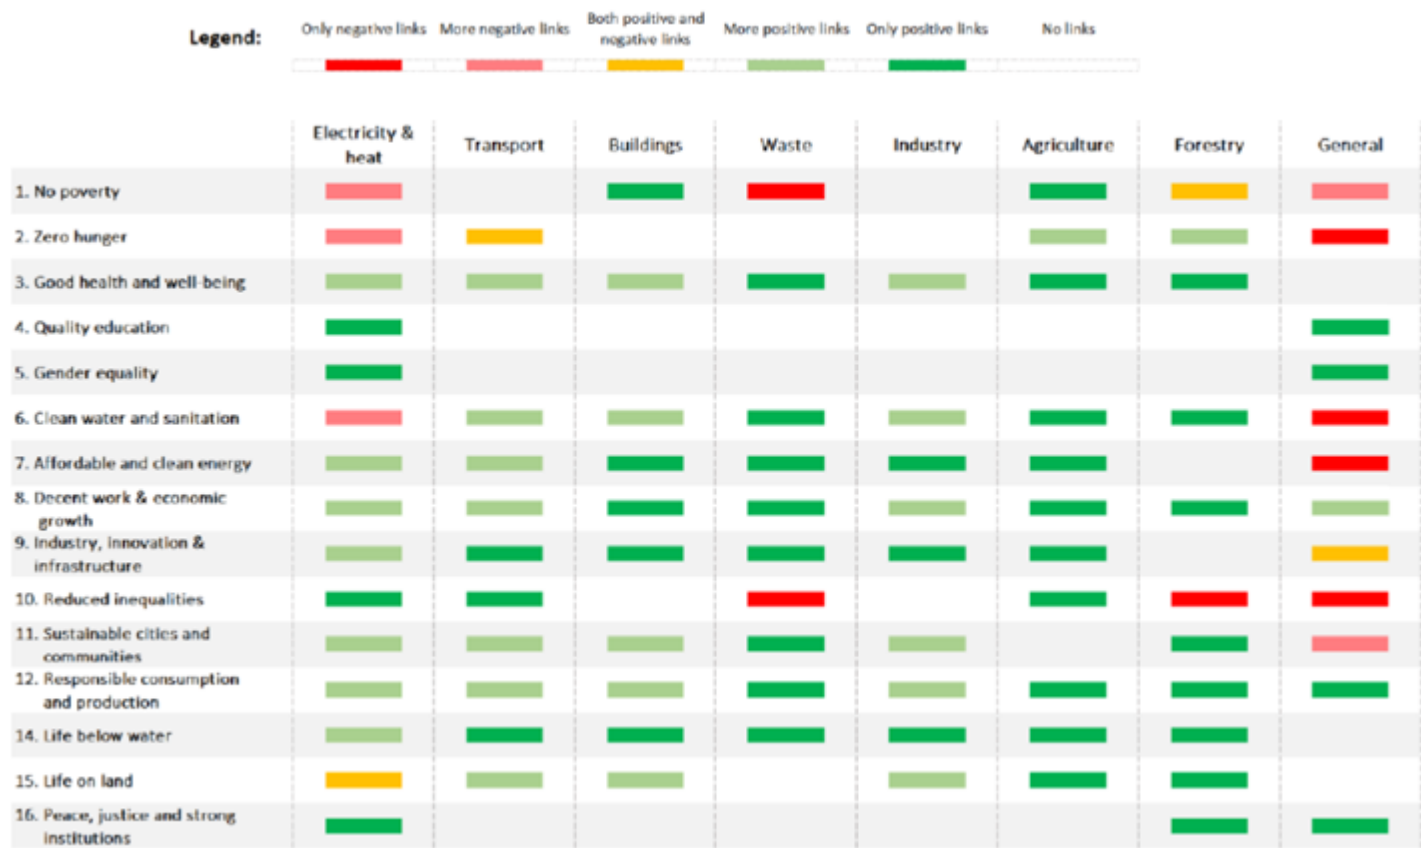 Legend:
Only negative links
More negative links
Both positive and
negative links
More positive links
Only positive links
No links
Electricity &
heat
Transport
Buildings
Waste
Industry
Agriculture
Forestry
General
1. No poverty
2. Zero hunger
3. Good health and well-being
4. Quality education
5. Gender equality
6. Clean water and sanitation
7. Affordable and clean energy
8. Decent work & economic
growth
9. Industry, innovation &
infrastructure
10. Reduced inequalities
11. Sustainable cities and
communities
12. Responsible consumption
and production
14. Life below water
15. Life on land
16. Peace, justice and strong
institutions